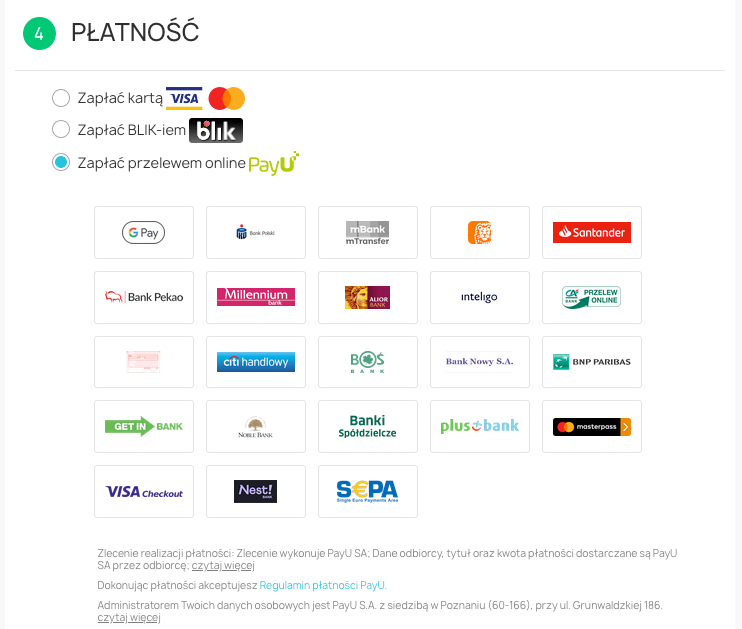 4 PŁATNOŚĆ
Zapłać kartą VISA
Zapłać BLIK-iem blik
Zapłać przelewem online PayU
G Pay Bank Polski mBank mTransfer Santander
Bank Pekao Millennium bank ALIOR BANK inteligo CA PRZELEW ONLINE
citi handlowy BOŚ BANK Bank Nowy S.A. BNP PARIBAS
GET IN BANK NOBLE BANK Banki Spółdzielcze plus bank masterpass
VISA Checkout Nest! BANK SEPA Single Euro Payments Area
Zlecenie realizacji płatności: Zlecenie wykonuje PayU SA; Dane odbiorcy, tytuł oraz kwota płatności dostarczane są PayU
SA przez odbiorcę; czytaj więcej
Dokonując płatności akceptujesz Regulamin płatności PayU.
Administratorem Twoich danych osobowych jest PayU S.A. z siedzibą w Poznaniu (60-166), przy ul. Grunwaldzkiej 186.
czytaj więcej